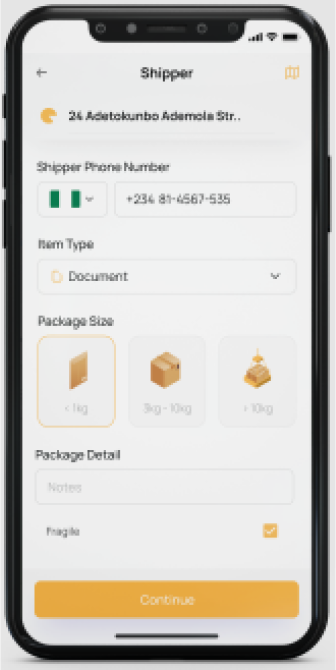 Shipper
24 Adetokunbo Ademola Str..
Shipper Phone Number
+234 81-4567-535
Item Type
Document
Package Size
<1kg
3kg - 10kg
> 10kg
Package Detail
Notes
Fragile
Continue